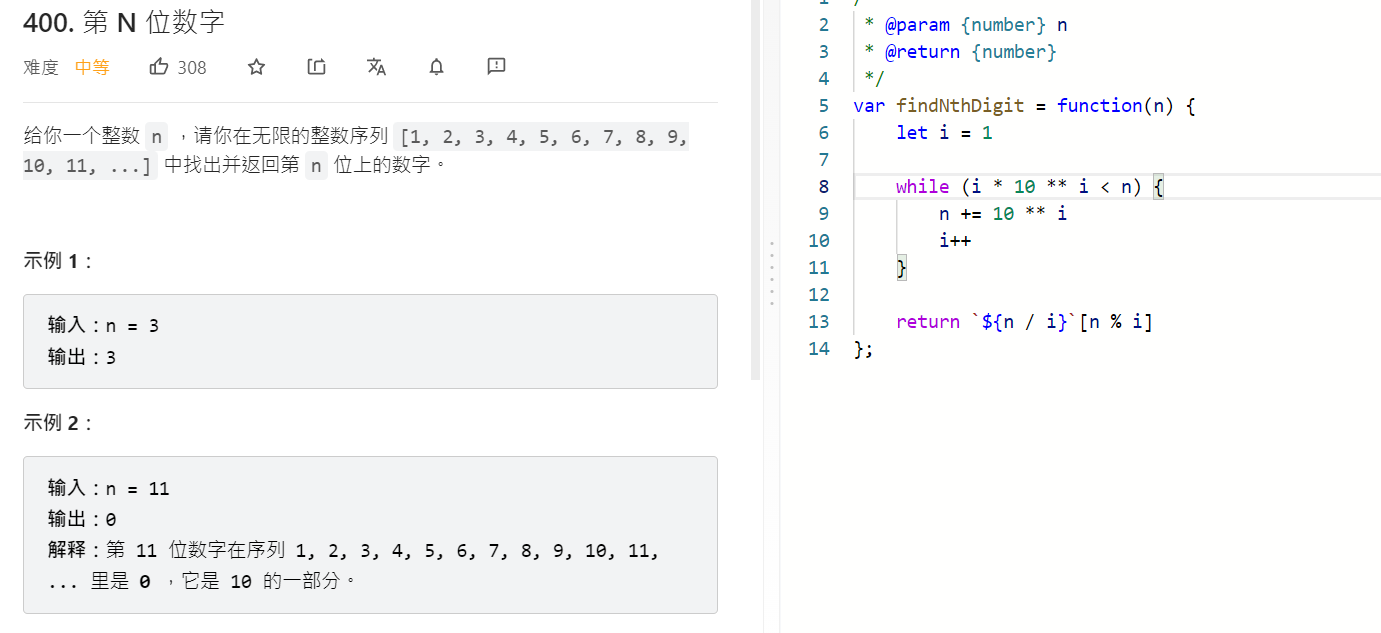 400. 第 N 位数字
难度 中等 308
给你一个整数 n ，请你在无限的整数序列 [1, 2, 3, 4, 5, 6, 7, 8, 9,
10, 11, ...] 中找出并返回第 n 位上的数字。
示例 1：
输入：n = 3
输出：3
示例 2：
输入：n = 11
输出：0
解释：第 11 位数字在序列 1, 2, 3, 4, 5, 6, 7, 8, 9, 10, 11,
... 里是 0 ，它是 10 的一部分。
2 * @param {number} n
3 * @return {number}
4 */
5 var findNthDigit = function(n) {
6 let i = 1
7
8 while (i * 10 ** i < n) {
9 n += 10 ** i
10 i++
11 }
12
13 return `${n / i}`[n % i]
14 };